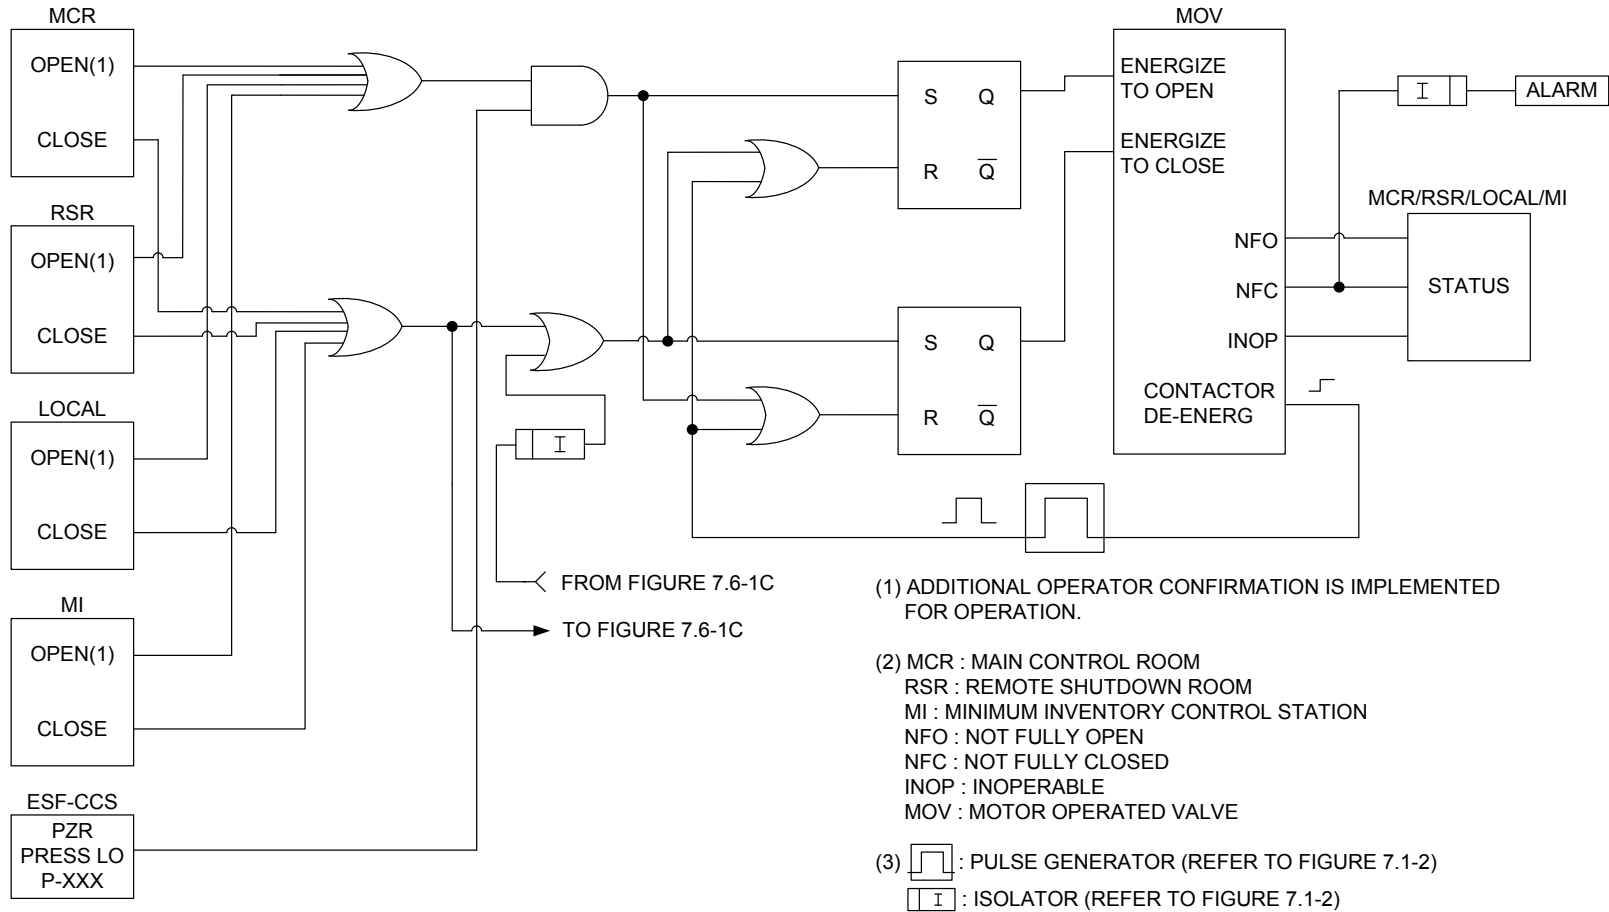 MCR
OPEN(1)
CLOSE
RSR
OPEN(1)
CLOSE
LOCAL
OPEN(1)
CLOSE
MI
OPEN(1)
CLOSE
ESF-CCS
PZR
PRESS LO
P-XXX
I
FROM FIGURE 7.6-1C
TO FIGURE 7.6-1C
S Q
R Q̅
S Q
R Q̅
MOV
ENERGIZE
TO OPEN
ENERGIZE
TO CLOSE
NFO
NFC
INOP
CONTACTOR
DE-ENERG
I
ALARM
MCR/RSR/LOCAL/MI
STATUS
(1) ADDITIONAL OPERATOR CONFIRMATION IS IMPLEMENTED
FOR OPERATION.
(2) MCR : MAIN CONTROL ROOM
RSR : REMOTE SHUTDOWN ROOM
MI : MINIMUM INVENTORY CONTROL STATION
NFO : NOT FULLY OPEN
NFC : NOT FULLY CLOSED
INOP : INOPERABLE
MOV : MOTOR OPERATED VALVE
(3) : PULSE GENERATOR (REFER TO FIGURE 7.1-2)
I : ISOLATOR (REFER TO FIGURE 7.1-2)